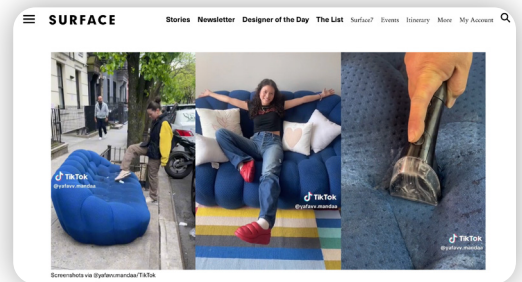 SURFACE
Stories Newsletter Designer of the Day The List Surface? Events Itinerary More My Account
TikTok
@yafavv.mandaa
TikTok
@yafavv.mandaa
TikTok
@yafavv.mandaa
Screenshots via @yafavv.mandaa/TikTok